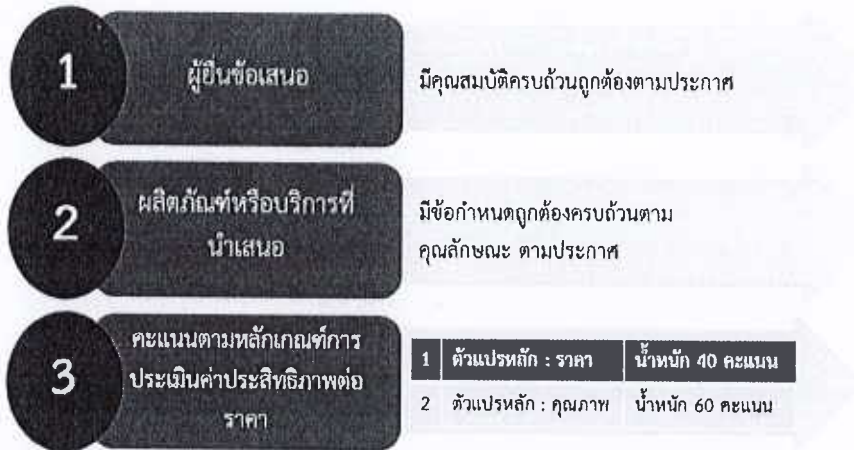 1
ผู้ยื่นข้อเสนอ
มีคุณสมบัติครบถ้วนถูกต้องตามประกาศ
2
ผลิตภัณฑ์หรือบริการที่
นำเสนอ
มีข้อกำหนดถูกต้องครบถ้วนตาม
คุณลักษณะ ตามประกาศ
3
คะแนนตามหลักเกณฑ์การ
ประเมินค่าประสิทธิภาพต่อ
ราคา
1 ตัวแปรหลัก : ราคา น้ำหนัก 40 คะแนน
2 ตัวแปรหลัก : คุณภาพ น้ำหนัก 60 คะแนน